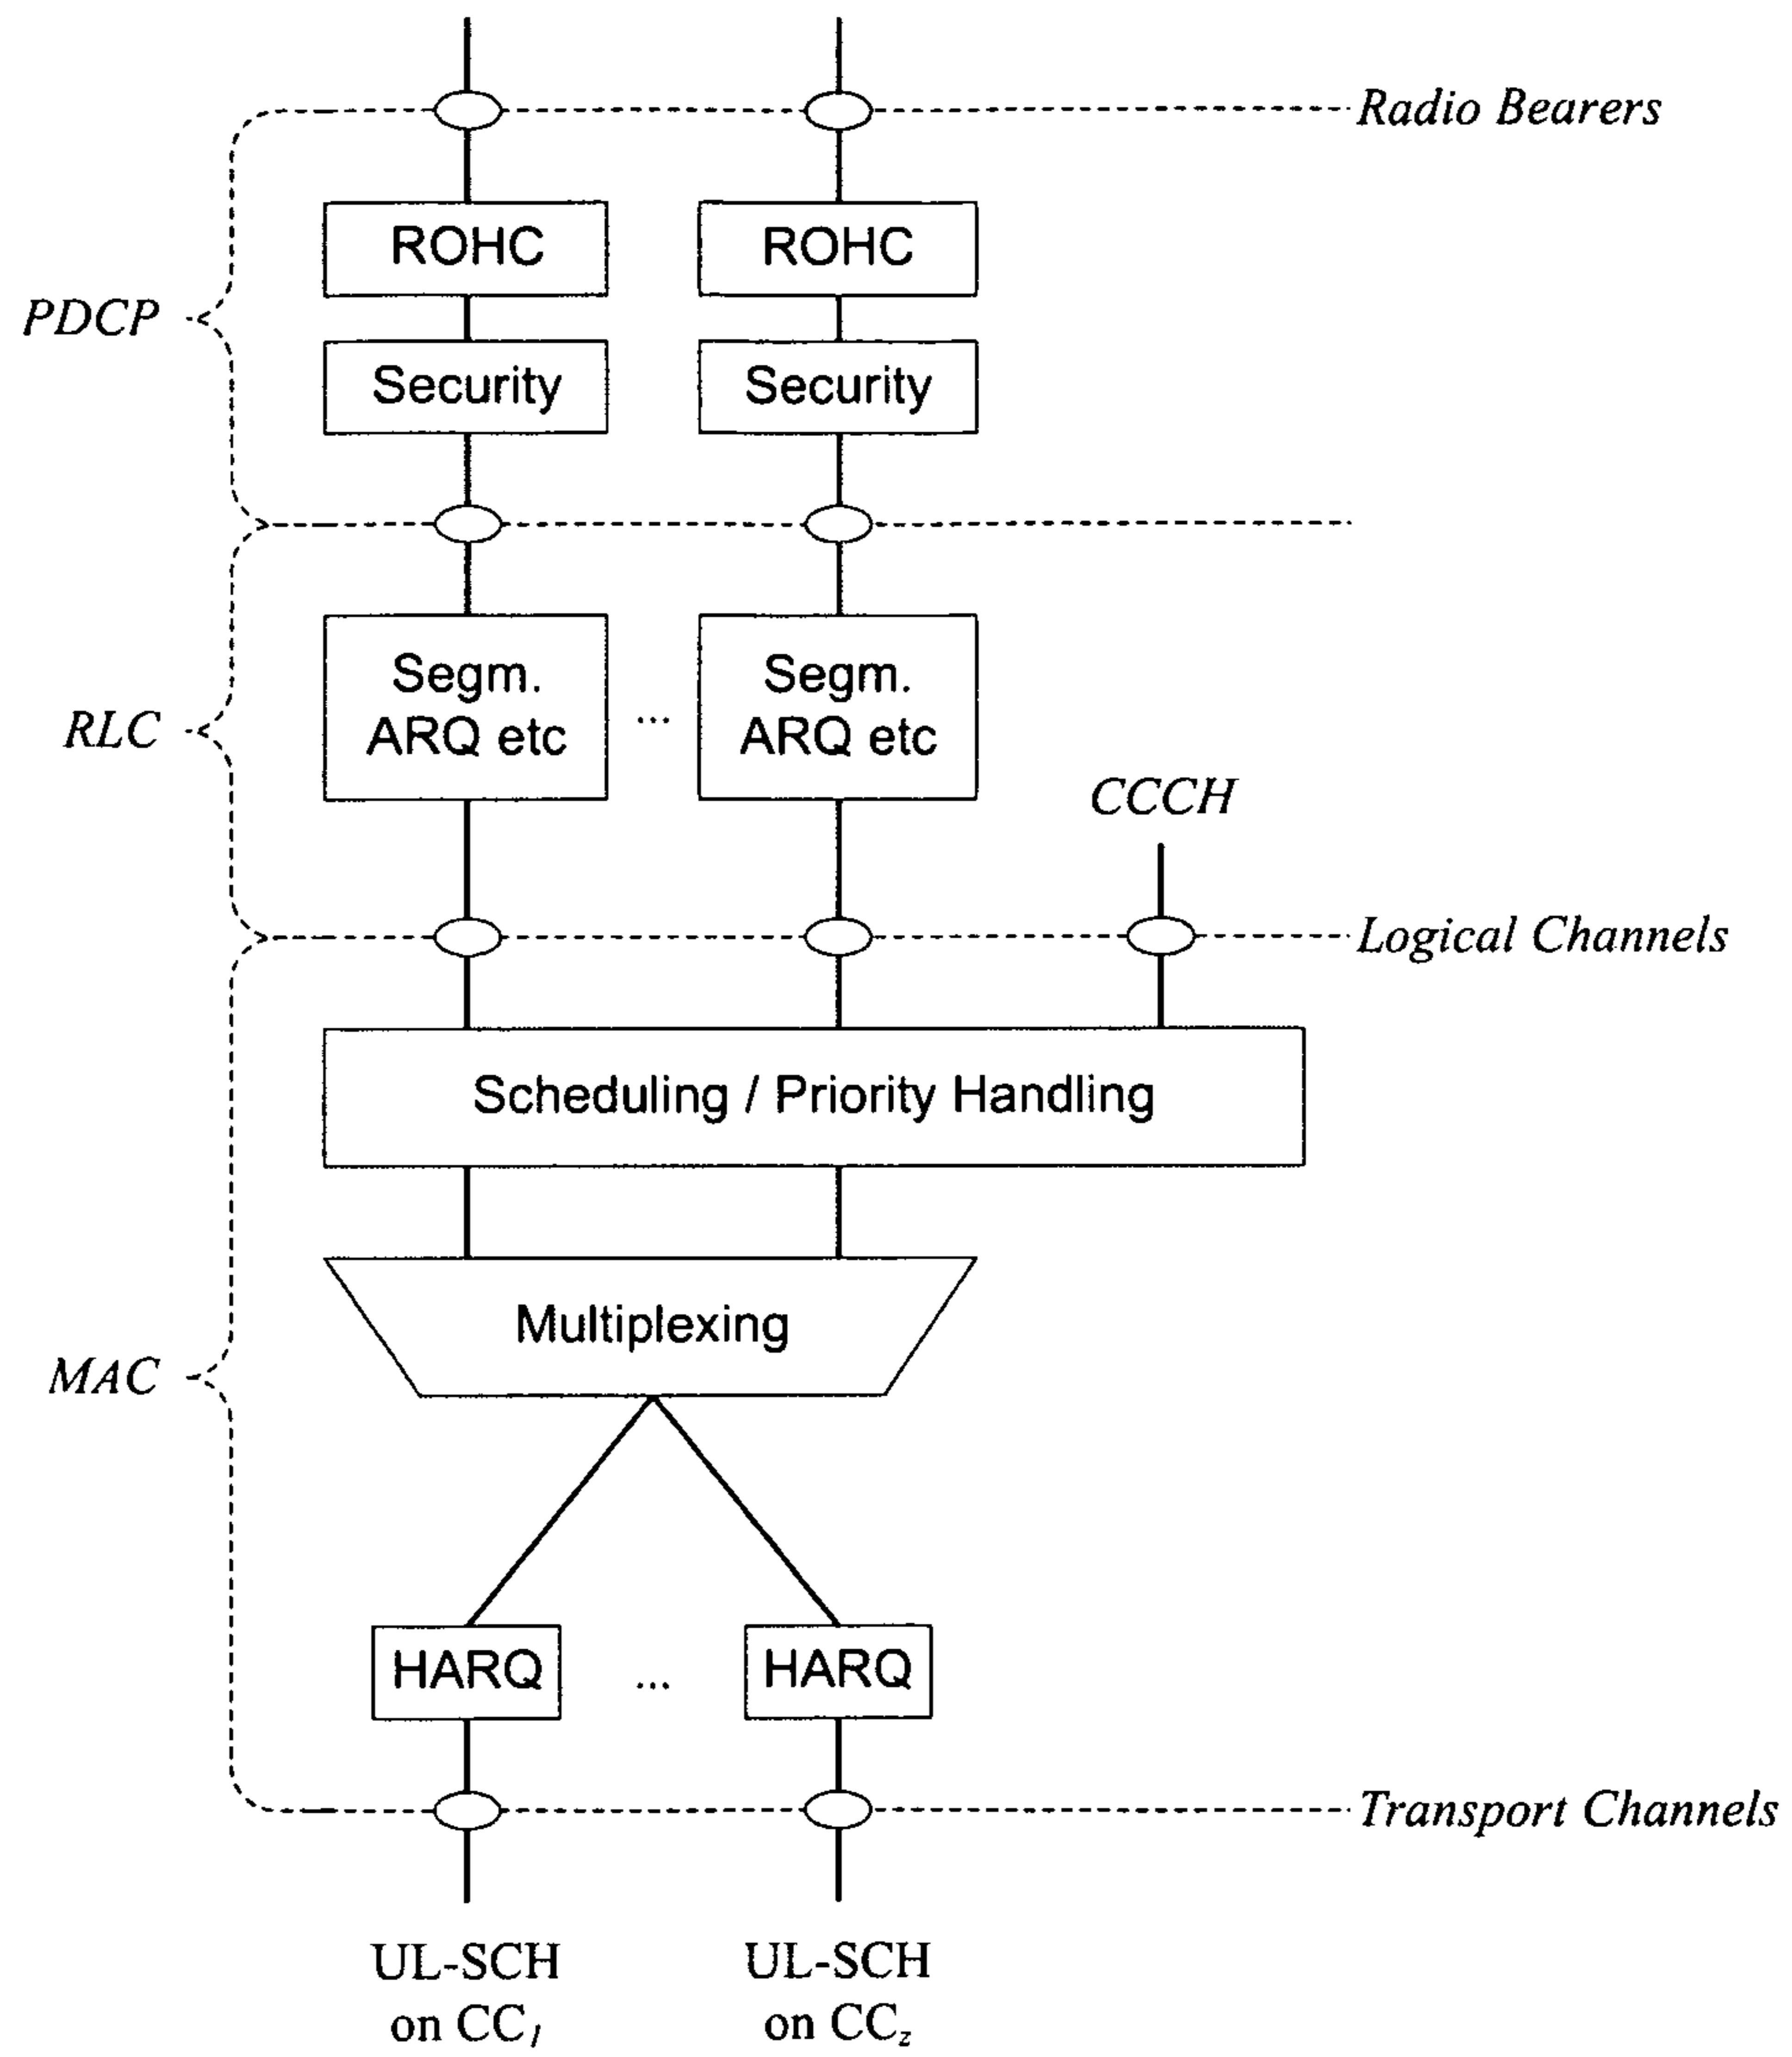 Radio Bearers
ROHC
ROHC
PDCP
Security
Security
Segm.
ARQ etc
...
Segm.
ARQ etc
RLC
CCCH
Logical Channels
Scheduling / Priority Handling
Multiplexing
MAC
HARQ
...
HARQ
Transport Channels
UL-SCH
on CC1
UL-SCH
on CCz